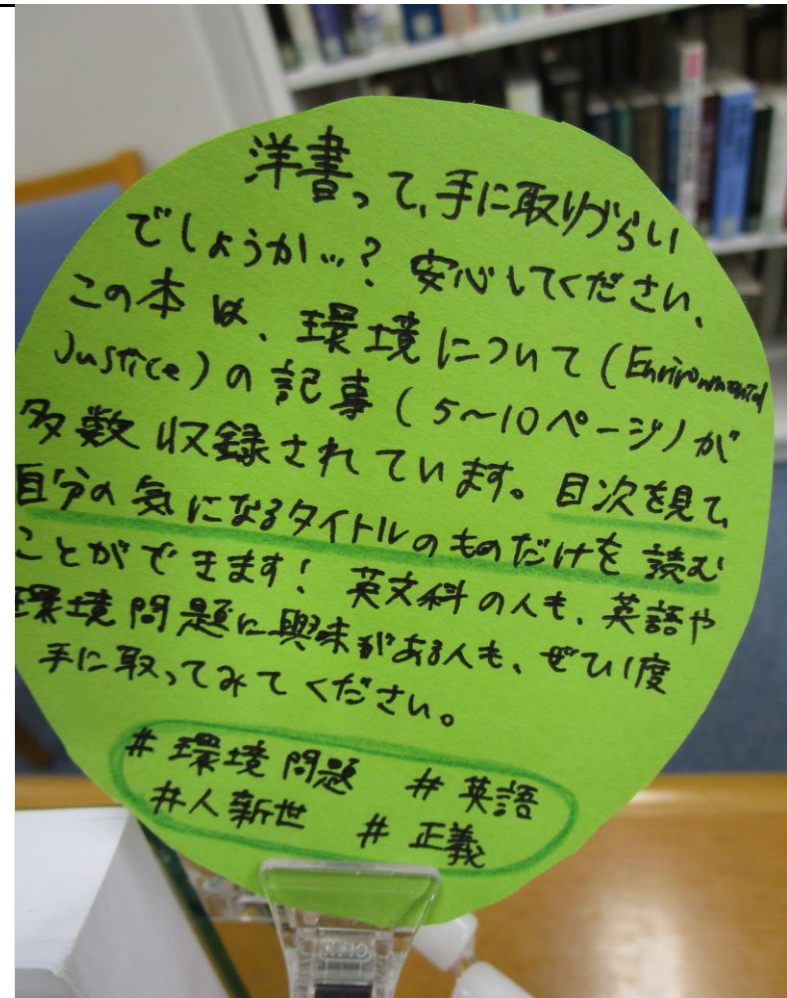 洋書って、手に取りづらい
でしょうか…？安心してください、
この本は、環境について(Environmental
Justice)の記事(5～10ページ)が
多数収録されています。目次を見て、
自分の気になるタイトルのものだけを読む
ことができます！英文科の人も、英語や
環境問題に興味がある人も、ぜひ1度
手に取ってみてください。
#環境問題 #英語
#人新世 #正義